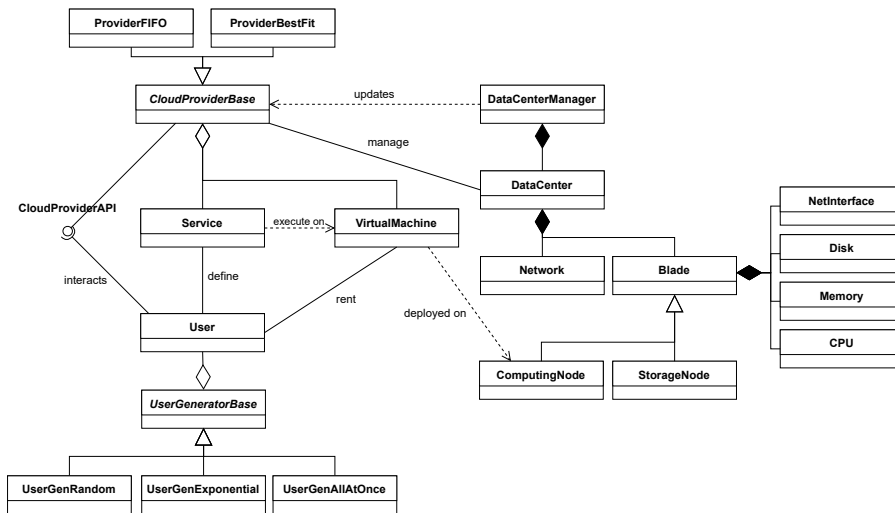 ProviderFIFO
ProviderBestFit
CloudProviderBase
updates
DataCenterManager
manage
DataCenter
CloudProviderAPI
Service
execute on
VirtualMachine
NetInterface
Disk
Network
Blade
Memory
interacts
define
rent
deployed on
User
CPU
ComputingNode
StorageNode
UserGeneratorBase
UserGenRandom
UserGenExponential
UserGenAllAtOnce